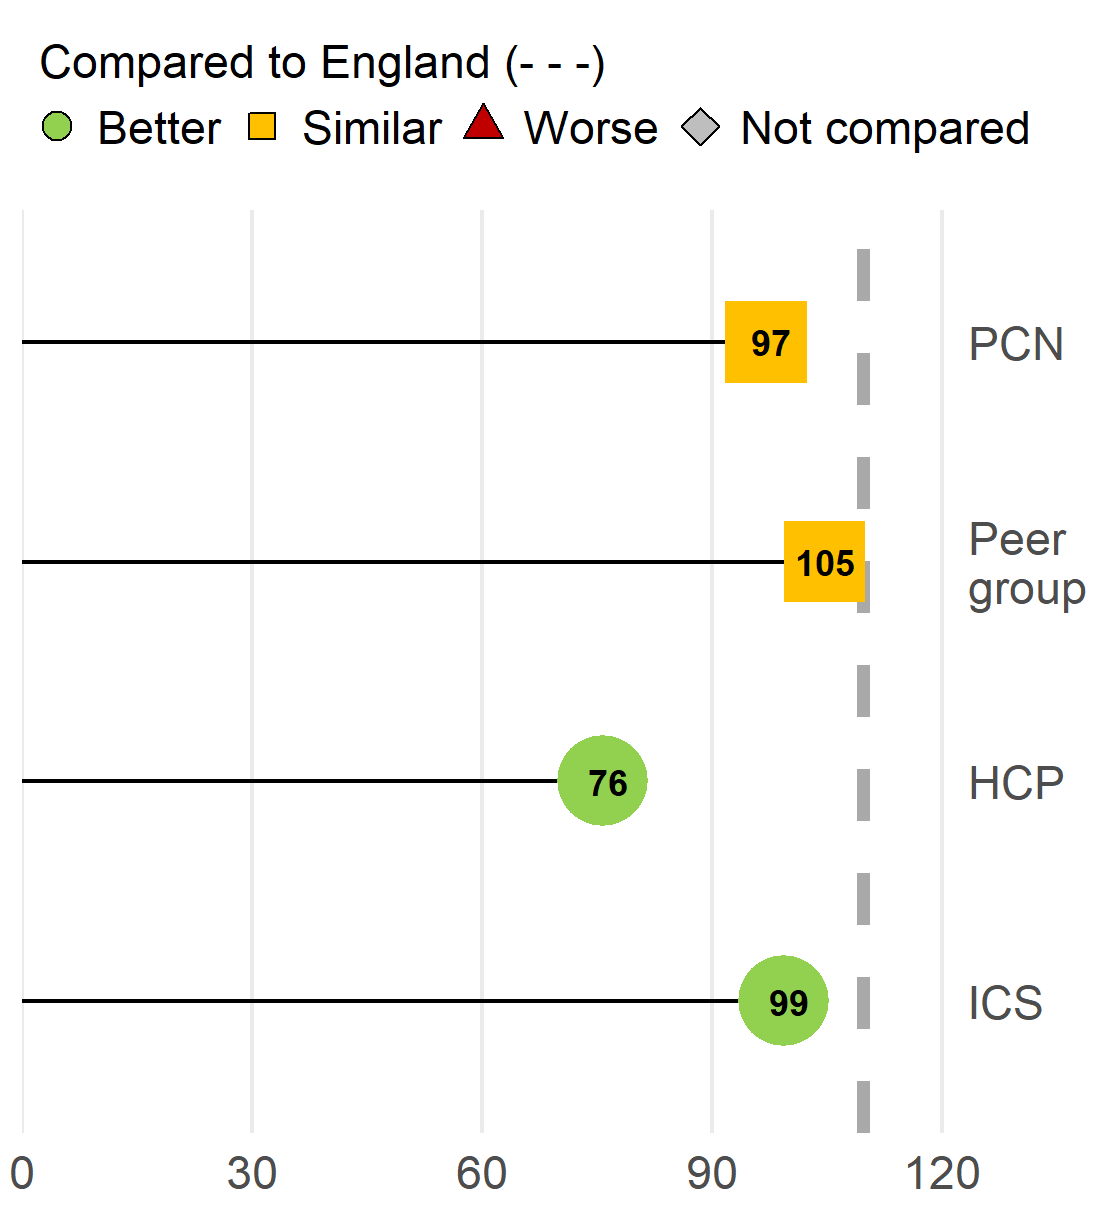 Compared to England (- - -)
Better Similar Worse Not compared
97 PCN
105 Peer
group
76 HCP
99 ICS
0 30 60 90 120